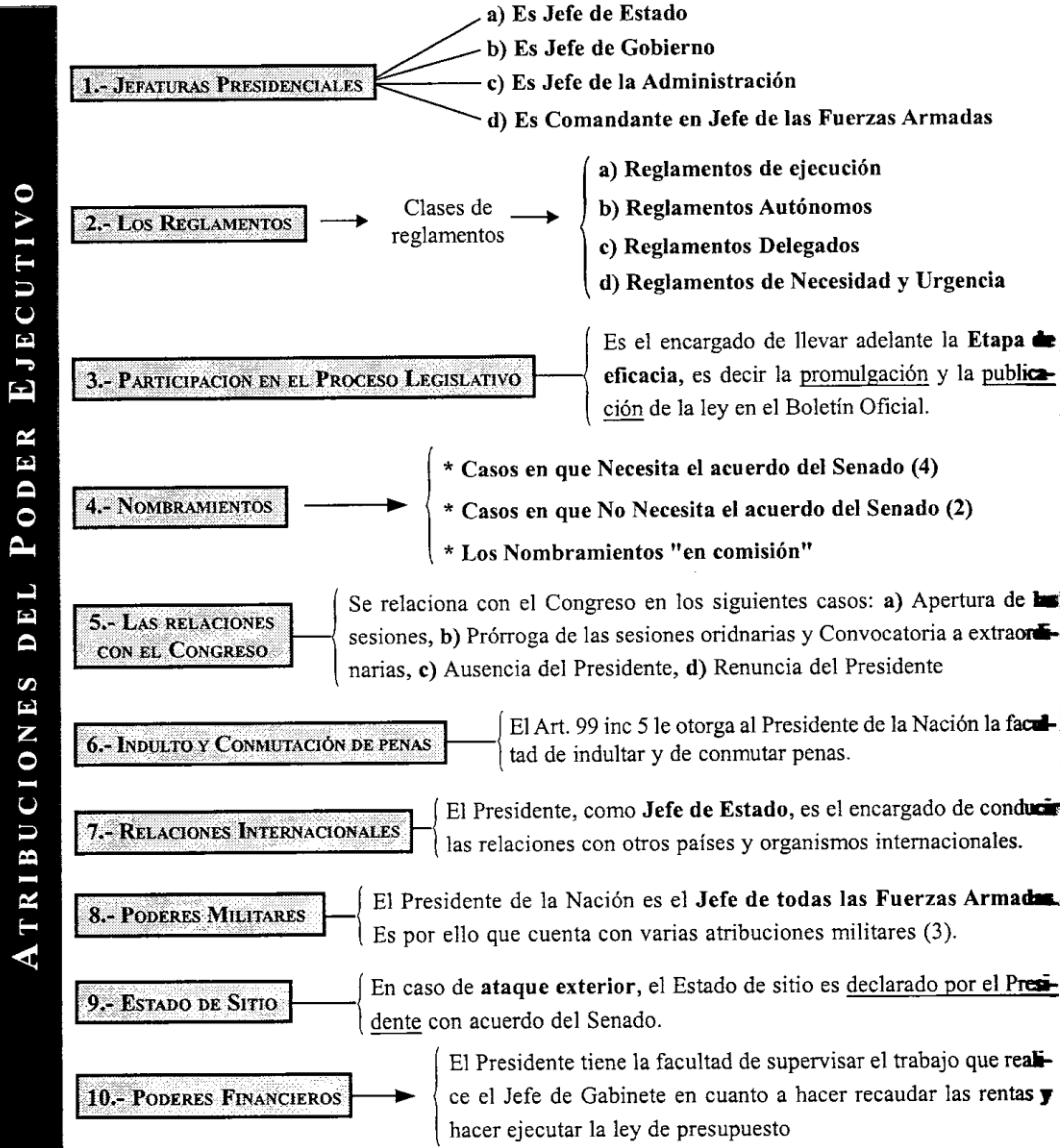 ATRIBUCIONES DEL PODER EJECUTIVO
1.- JEFATURAS PRESIDENCIALES
a) Es Jefe de Estado
b) Es Jefe de Gobierno
c) Es Jefe de la Administración
d) Es Comandante en Jefe de las Fuerzas Armadas
2.- LOS REGLAMENTOS
Clases de
reglamentos
a) Reglamentos de ejecución
b) Reglamentos Autónomos
c) Reglamentos Delegados
d) Reglamentos de Necesidad y Urgencia
3.- PARTICIPACION EN EL PROCESO LEGISLATIVO
Es el encargado de llevar adelante la Etapa de
eficacia, es decir la promulgación y la publica-
ción de la ley en el Boletín Oficial.
4.- NOMBRAMIENTOS
* Casos en que Necesita el acuerdo del Senado (4)
* Casos en que No Necesita el acuerdo del Senado (2)
* Los Nombramientos "en comisión"
5.- LAS RELACIONES
CON EL CONGRESO
Se relaciona con el Congreso en los siguientes casos: a) Apertura de las
sesiones, b) Prórroga de las sesiones oridnarias y Convocatoria a extraordi-
narias, c) Ausencia del Presidente, d) Renuncia del Presidente
6.- INDULTO Y CONMUTACIÓN DE PENAS
El Art. 99 inc 5 le otorga al Presidente de la Nación la facul-
tad de indultar y de conmutar penas.
7.- RELACIONES INTERNACIONALES
El Presidente, como Jefe de Estado, es el encargado de conducir
las relaciones con otros países y organismos internacionales.
8.- PODERES MILITARES
El Presidente de la Nación es el Jefe de todas las Fuerzas Armadas.
Es por ello que cuenta con varias atribuciones militares (3).
9.- ESTADO DE SITIO
En caso de ataque exterior, el Estado de sitio es declarado por el Presi-
dente con acuerdo del Senado.
10.- PODERES FINANCIEROS
El Presidente tiene la facultad de supervisar el trabajo que reali-
ce el Jefe de Gabinete en cuanto a hacer recaudar las rentas y
hacer ejecutar la ley de presupuesto